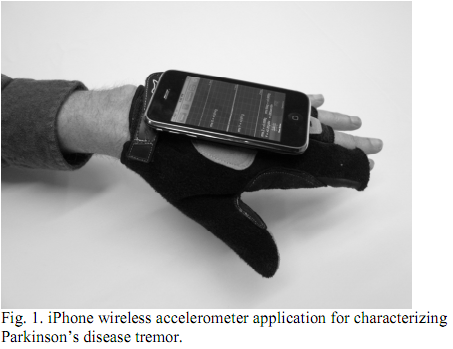 Fig. 1. iPhone wireless accelerometer application for characterizing
Parkinson's disease tremor.